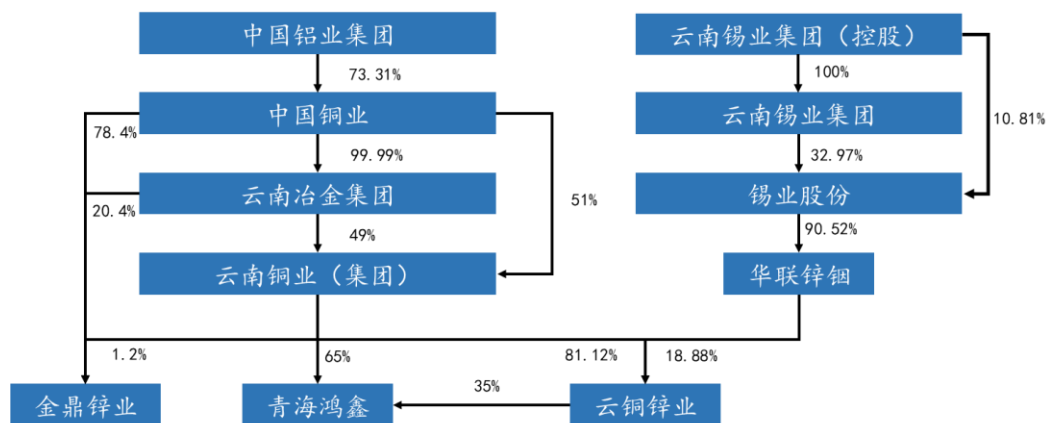 中国铝业集团
云南锡业集团（控股）
73.31%
100%
中国铜业
云南锡业集团
10.81%
78.4%
99.99%
32.97%
云南冶金集团
锡业股份
20.4%
51%
49%
90.52%
云南铜业（集团）
华联锌铟
1.2%
65%
81.12%
18.88%
35%
金鼎锌业
青海鸿鑫
云铜锌业